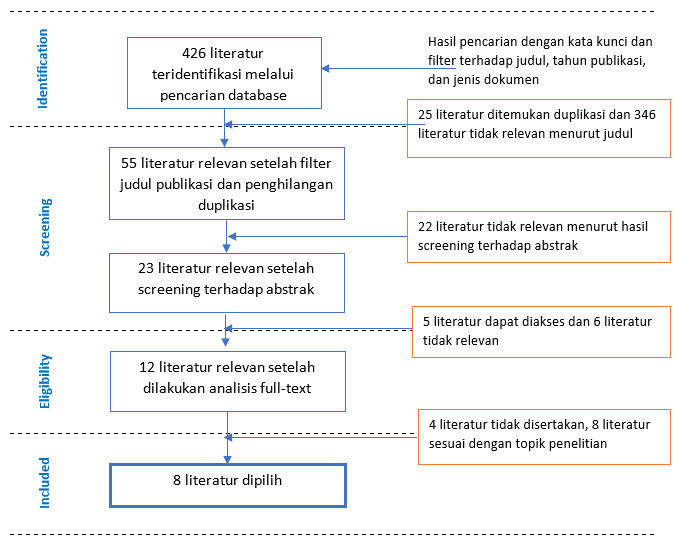 Identification
426 literatur
teridentifikasi melalui
pencarian database
Hasil pencarian dengan kata kunci dan
filter terhadap judul, tahun publikasi,
dan jenis dokumen
25 literatur ditemukan duplikasi dan 346
literatur tidak relevan menurut judul
Screening
55 literatur relevan setelah filter
judul publikasi dan penghilangan
duplikasi
22 literatur tidak relevan menurut hasil
screening terhadap abstrak
23 literatur relevan setelah
screening terhadap abstrak
5 literatur dapat diakses dan 6 literatur
tidak relevan
Eligibility
12 literatur relevan setelah
dilakukan analisis full-text
4 literatur tidak disertakan, 8 literatur
sesuai dengan topik penelitian
Included
8 literatur dipilih